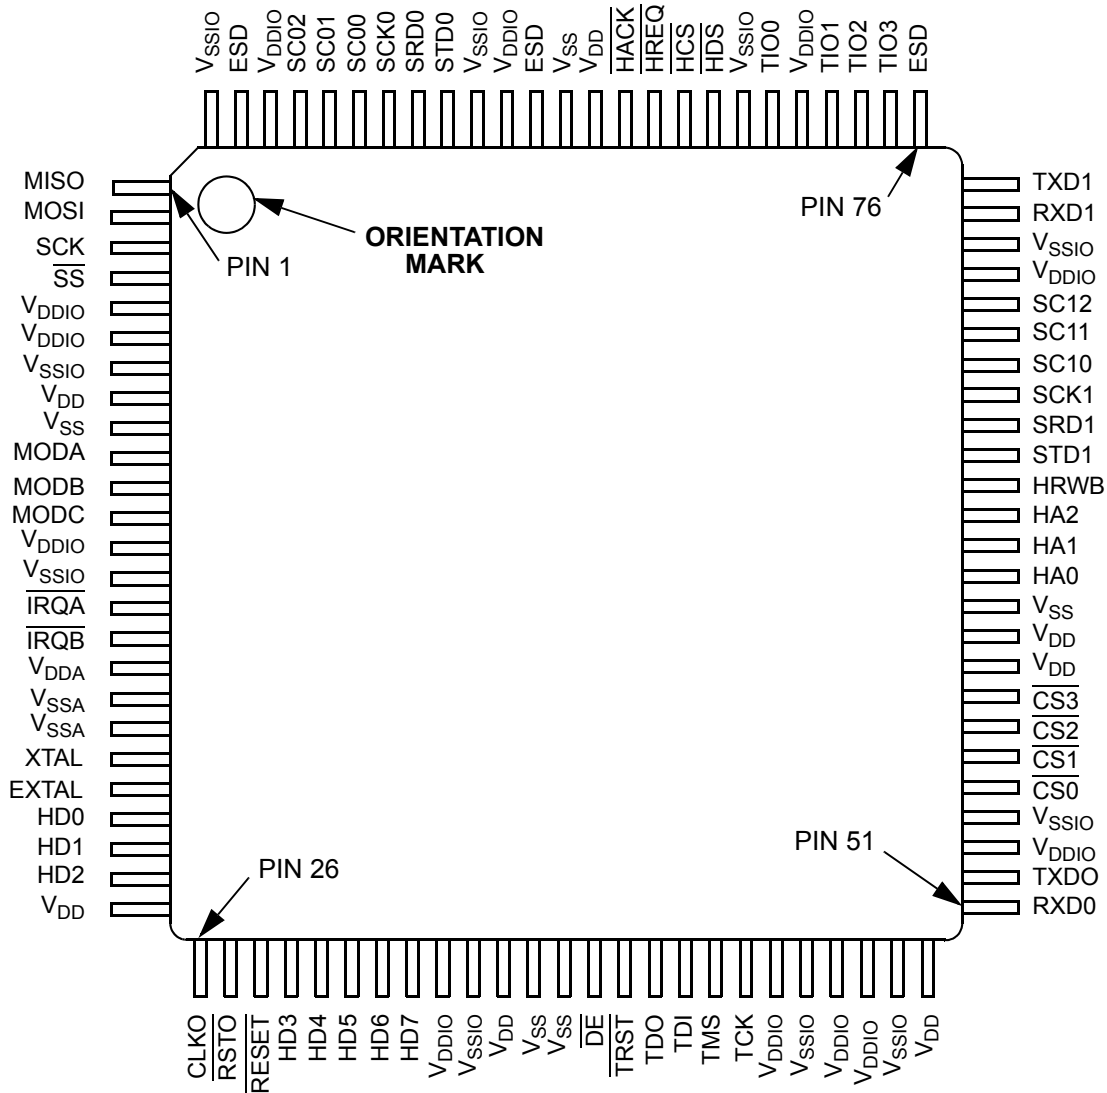 VSSIO
ESD
VDDIO
SC02
SC01
SC00
SCK0
SRD0
STD0
VSSIO
VDDIO
ESD
VSS
VDD
HACK
HREQ
HCS
HDS
VSSIO
TIO0
VDDIO
TIO1
TIO2
TIO3
ESD
MISO
MOSI
SCK
SS
VDDIO
VDDIO
VSSIO
VDD
VSS
MODA
MODB
MODC
VDDIO
VSSIO
IRQA
IRQB
VDDA
VSSA
VSSA
XTAL
EXTAL
HD0
HD1
HD2
VDD
PIN 1
ORIENTATION
MARK
PIN 76
PIN 26
PIN 51
TXD1
RXD1
VSSIO
VDDIO
SC12
SC11
SC10
SCK1
SRD1
STD1
HRWB
HA2
HA1
HA0
VSS
VDD
VDD
CS3
CS2
CS1
CS0
VSSIO
VDDIO
TXDO
RXD0
CLKO
RSTO
RESET
HD3
HD4
HD5
HD6
HD7
VDDIO
VSSIO
VDD
VSS
VSS
DE
TRST
TDO
TDI
TMS
TCK
VDDIO
VSSIO
VDDIO
VDDIO
VSSIO
VDD